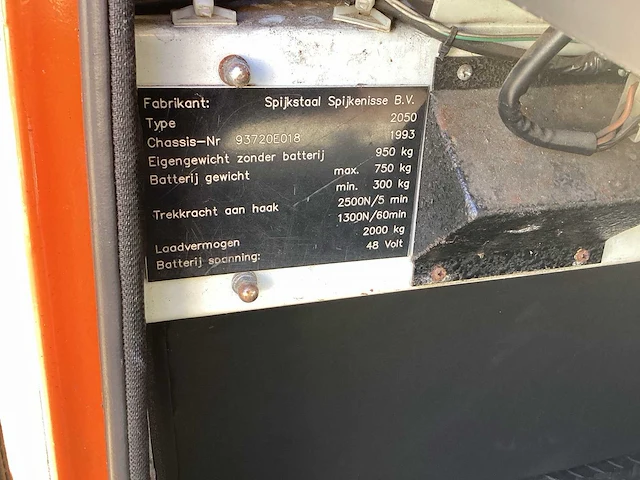 Fabrikant: Spijkstaal Spijkenisse B.V.
Type 2050
Chassis-Nr 93720E018 1993
Eigengewicht zonder batterij 950 kg
Batterij gewicht max. 750 kg
min. 300 kg
Trekkracht aan haak 2500N/5 min
1300N/60min
Laadvermogen 2000 kg
Batterij spanning: 48 Volt